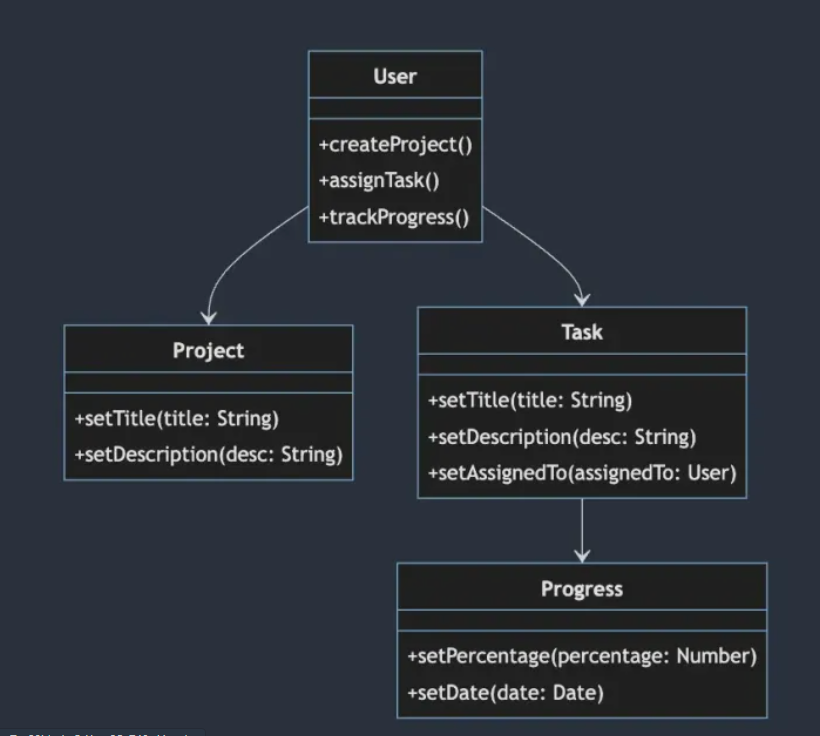 User
+createProject()
+assignTask()
+trackProgress()
Project
+setTitle(title: String)
+setDescription(desc: String)
Task
+setTitle(title: String)
+setDescription(desc: String)
+setAssignedTo(assignedTo: User)
Progress
+setPercentage(percentage: Number)
+setDate(date: Date)